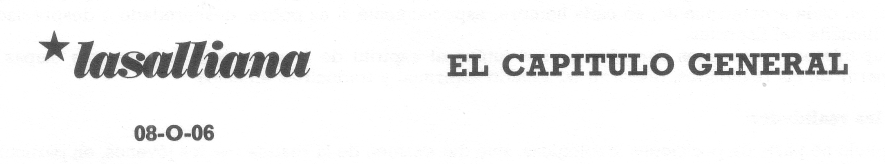 ★ lasalliana EL CAPITULO GENERAL
08-O-06